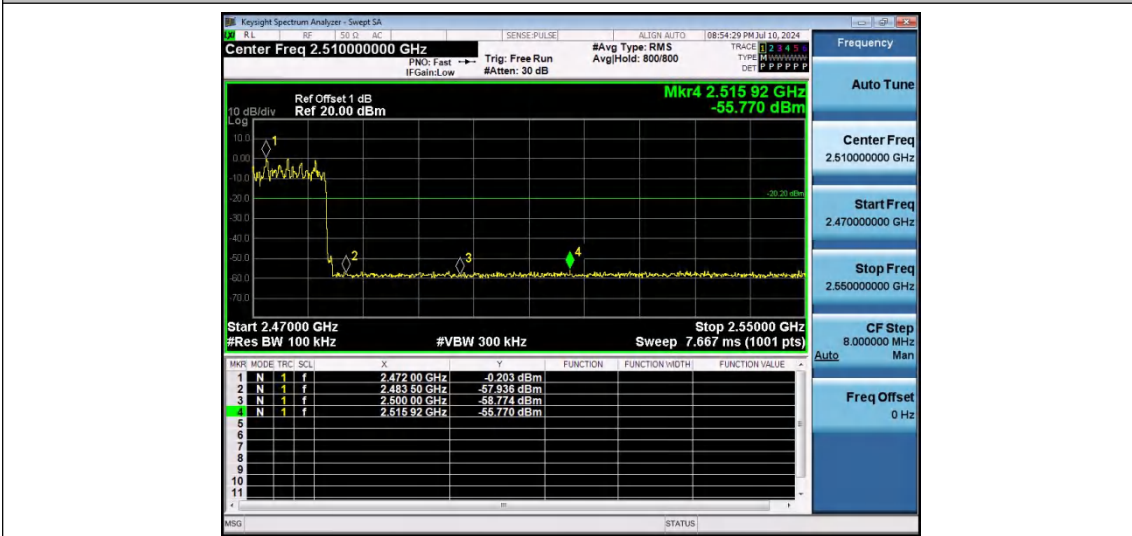 Keysight Spectrum Analyzer - Swept SA
RL RF 50 Ω AC SENSE:PULSE ALIGN AUTO 08:54:29 PM Jul 10, 2024
Center Freq 2.510000000 GHz
PNO: Fast
IFGain:Low
Trig: Free Run
#Atten: 30 dB
#Avg Type: RMS
Avg|Hold: 800/800
TRACE 1 2 3 4 5 6
TYPE M WWWWW
DET P P P P P P
Frequency
Auto Tune
Center Freq
2.510000000 GHz
Start Freq
2.470000000 GHz
Stop Freq
2.550000000 GHz
CF Step
8.000000 MHz
Auto Man
Freq Offset
0 Hz
Mkr4 2.515 92 GHz
-55.770 dBm
Ref Offset 1 dB
10 dB/div Ref 20.00 dBm
Log
10.0
0.00
-10.0
-20.0
-30.0
-40.0
-50.0
-60.0
-70.0
1
2
3
4
-20.20 dBm
Start 2.47000 GHz Stop 2.55000 GHz
#Res BW 100 kHz #VBW 300 kHz Sweep 7.667 ms (1001 pts)
MKR MODE TRC SCL X Y FUNCTION FUNCTION WIDTH FUNCTION VALUE
1 N 1 f 2.472 00 GHz -0.203 dBm
2 N 1 f 2.483 50 GHz -57.936 dBm
3 N 1 f 2.500 00 GHz -58.774 dBm
4 N 1 f 2.515 92 GHz -55.770 dBm
5
6
7
8
9
10
11
MSG STATUS